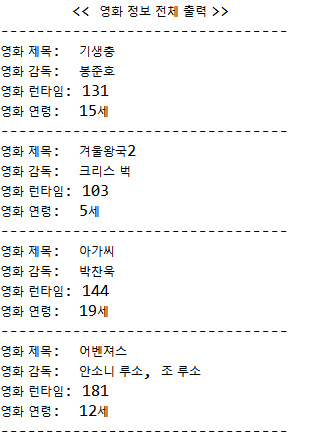 << 영화 정보 전체 출력 >>
--------------------------------
영화 제목: 기생충
영화 감독: 봉준호
영화 런타임: 131
영화 연령: 15세
--------------------------------
영화 제목: 겨울왕국2
영화 감독: 크리스 벅
영화 런타임: 103
영화 연령: 5세
--------------------------------
영화 제목: 아가씨
영화 감독: 박찬욱
영화 런타임: 144
영화 연령: 19세
--------------------------------
영화 제목: 어벤져스
영화 감독: 안소니 루소, 조 루소
영화 런타임: 181
영화 연령: 12세
--------------------------------